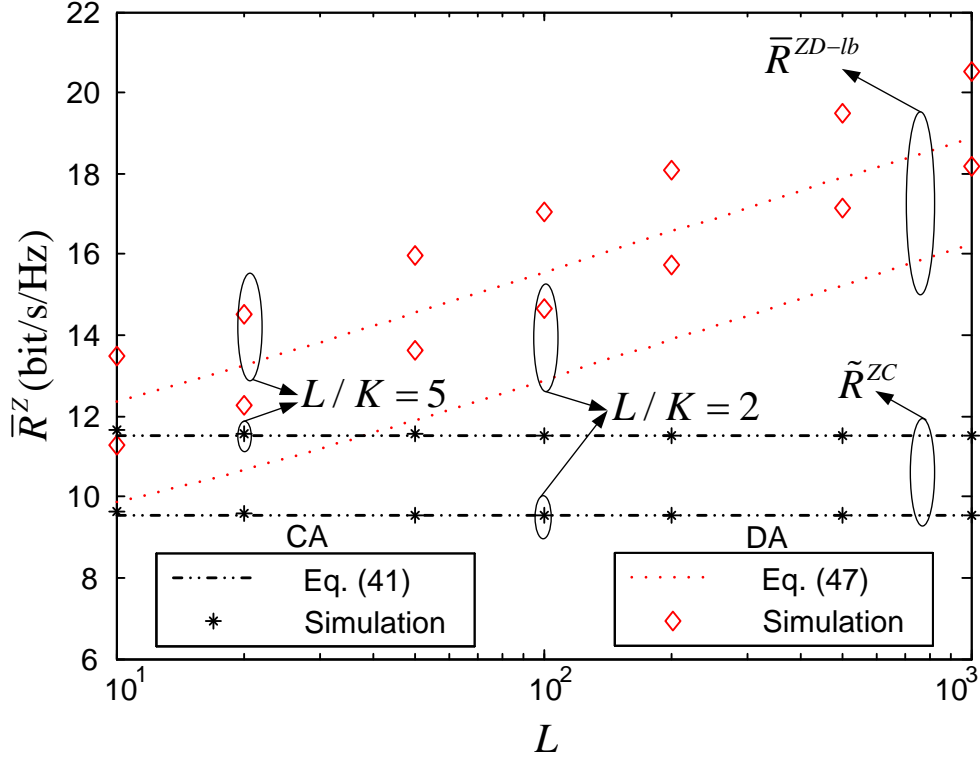 22
20
18
16
14
12
10
8
6
R̄^Z (bit/s/Hz)
R̄^{ZD−lb}
L / K = 5
L / K = 2
R̃^{ZC}
CA
Eq. (41)
Simulation
DA
Eq. (47)
Simulation
10^1
10^2
10^3
L